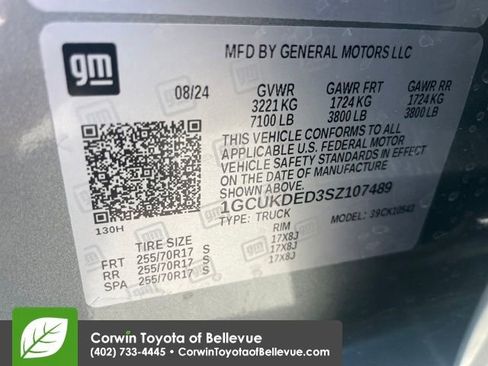 gm
MFD BY GENERAL MOTORS LLC
08/24 GVWR GAWR FRT GAWR RR
3221 KG 1724 KG 1724 KG
7100 LB 3800 LB 3800 LB
THIS VEHICLE CONFORMS TO ALL
APPLICABLE U.S. FEDERAL MOTOR
VEHICLE SAFETY STANDARDS IN EFFECT
ON THE DATE OF MANUFACTURE
SHOWN ABOVE.
1GCUKDED3SZ107489
TYPE: TRUCK MODEL:
130H
TIRE SIZE RIM
FRT 255/70R17 S 17X8J
RR 255/70R17 S 17X8J
SPA 255/70R17 S 17X8J
Corwin Toyota of Bellevue
(402) 733-4445 • CorwinToyotaofBellevue.com